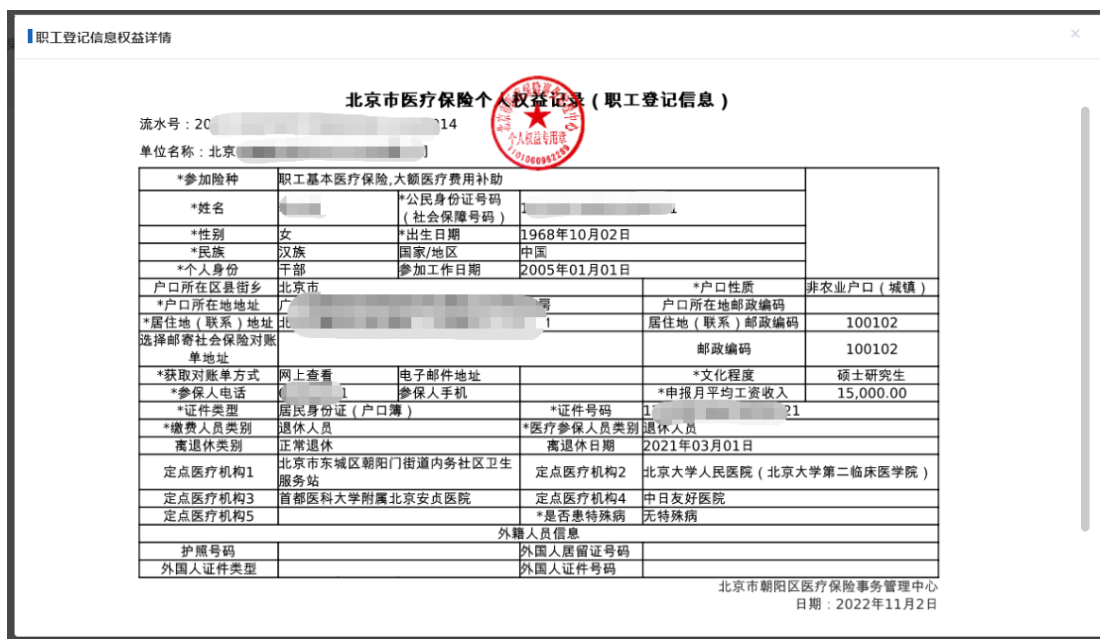 职工登记信息权益详情
北京市医疗保险个人权益记录（职工登记信息）
流水号：20 014
单位名称：北京
个人权益专用章
1101060982289
*参加险种 职工基本医疗保险,大额医疗费用补助
*姓名 *公民身份证号码（社会保障号码） 1 1
*性别 女 *出生日期 1968年10月02日
*民族 汉族 国家/地区 中国
*个人身份 干部 参加工作日期 2005年01月01日
户口所在区县街乡 北京市 *户口性质 非农业户口（城镇）
*户口所在地地址 房 户口所在地邮政编码
*居住地（联系）地址 北 1 居住地（联系）邮政编码 100102
选择邮寄社会保险对账单地址 邮政编码 100102
*获取对账单方式 网上查看 电子邮件地址 *文化程度 硕士研究生
*参保人电话 1 参保人手机 *申报月平均工资收入 15,000.00
*证件类型 居民身份证（户口簿） *证件号码 1 21
*缴费人员类别 退休人员 *医疗参保人员类别 退休人员
离退休类别 正常退休 离退休日期 2021年03月01日
定点医疗机构1 北京市东城区朝阳门街道内务社区卫生服务站 定点医疗机构2 北京大学人民医院（北京大学第二临床医学院）
定点医疗机构3 首都医科大学附属北京安贞医院 定点医疗机构4 中日友好医院
定点医疗机构5 *是否患特殊病 无特殊病
外籍人员信息
护照号码 外国人居留证号码
外国人证件类型 外国人证件号码
北京市朝阳区医疗保险事务管理中心
日期：2022年11月2日